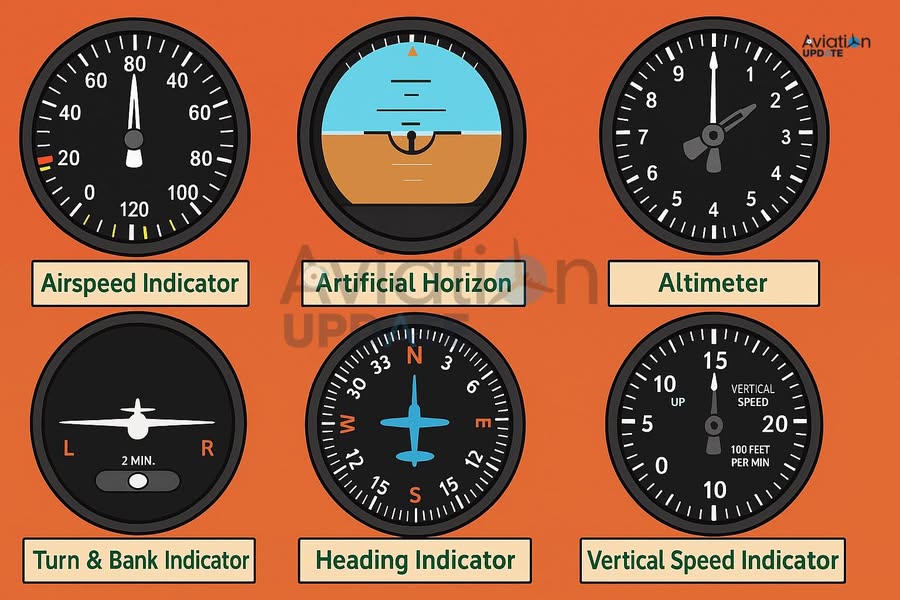 Aviation
UPDATE
80
60
40
40
60
20
80
0
100
120
Airspeed Indicator
Artificial Horizon
9
1
8
2
7
3
6
4
5
5
4
Altimeter
Aviation
UPDATE
L
R
2 MIN.
Turn & Bank Indicator
N
33
3
30
6
W
E
12
12
15
15
S
Heading Indicator
15
10
UP
VERTICAL
SPEED
5
20
100 FEET
PER MIN
0
10
Vertical Speed Indicator